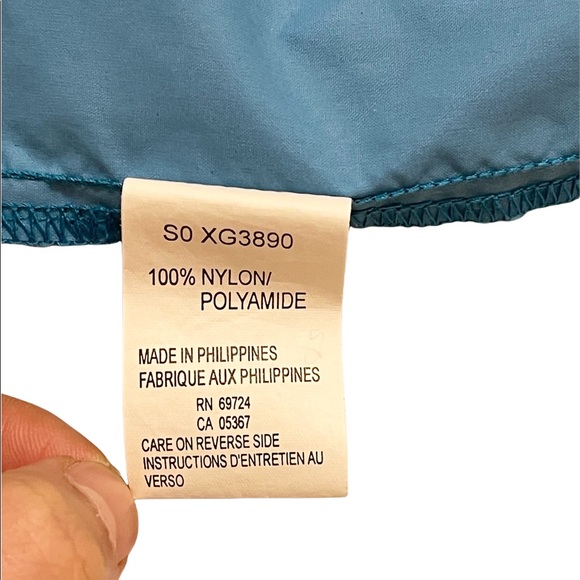 S0 XG3890
100% NYLON/
POLYAMIDE
MADE IN PHILIPPINES
FABRIQUE AUX PHILIPPINES
RN 69724
CA 05367
CARE ON REVERSE SIDE
INSTRUCTIONS D'ENTRETIEN AU
VERSO